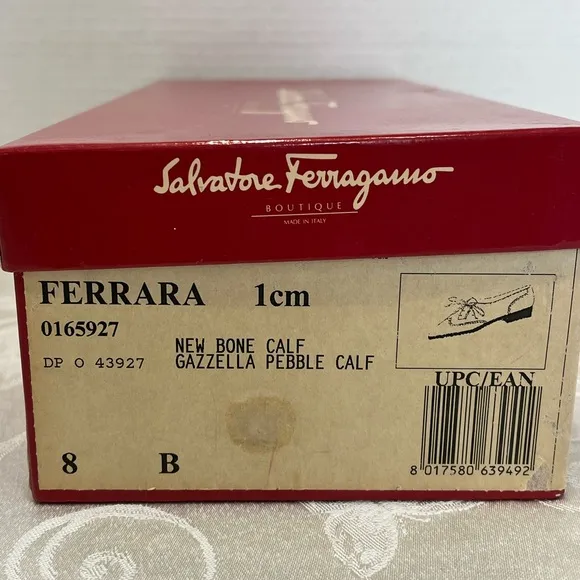 Salvatore Ferragamo
BOUTIQUE
MADE IN ITALY
FERRARA 1cm
0165927
NEW BONE CALF
DP O 43927 GAZZELLA PEBBLE CALF
UPC/EAN
8 B
8 017580 639492